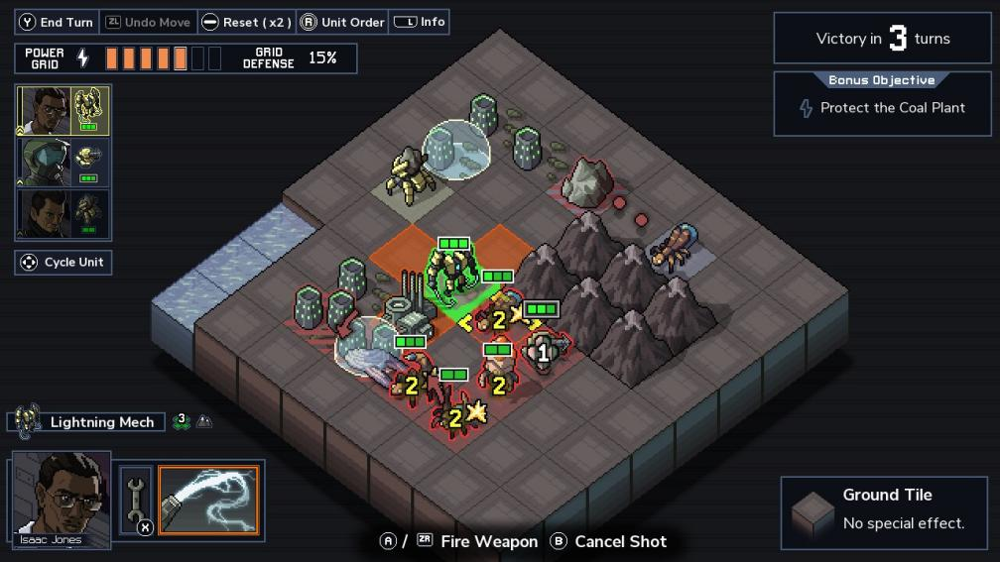 Y End Turn
ZL Undo Move
Reset ( x2 )
R Unit Order
L Info
POWER GRID
GRID DEFENSE 15%
Victory in 3 turns
Bonus Objective
Protect the Coal Plant
Cycle Unit
2
1
2
2
2
3
Lightning Mech
X
Isaac Jones
A / ZR Fire Weapon B Cancel Shot
Ground Tile
No special effect.